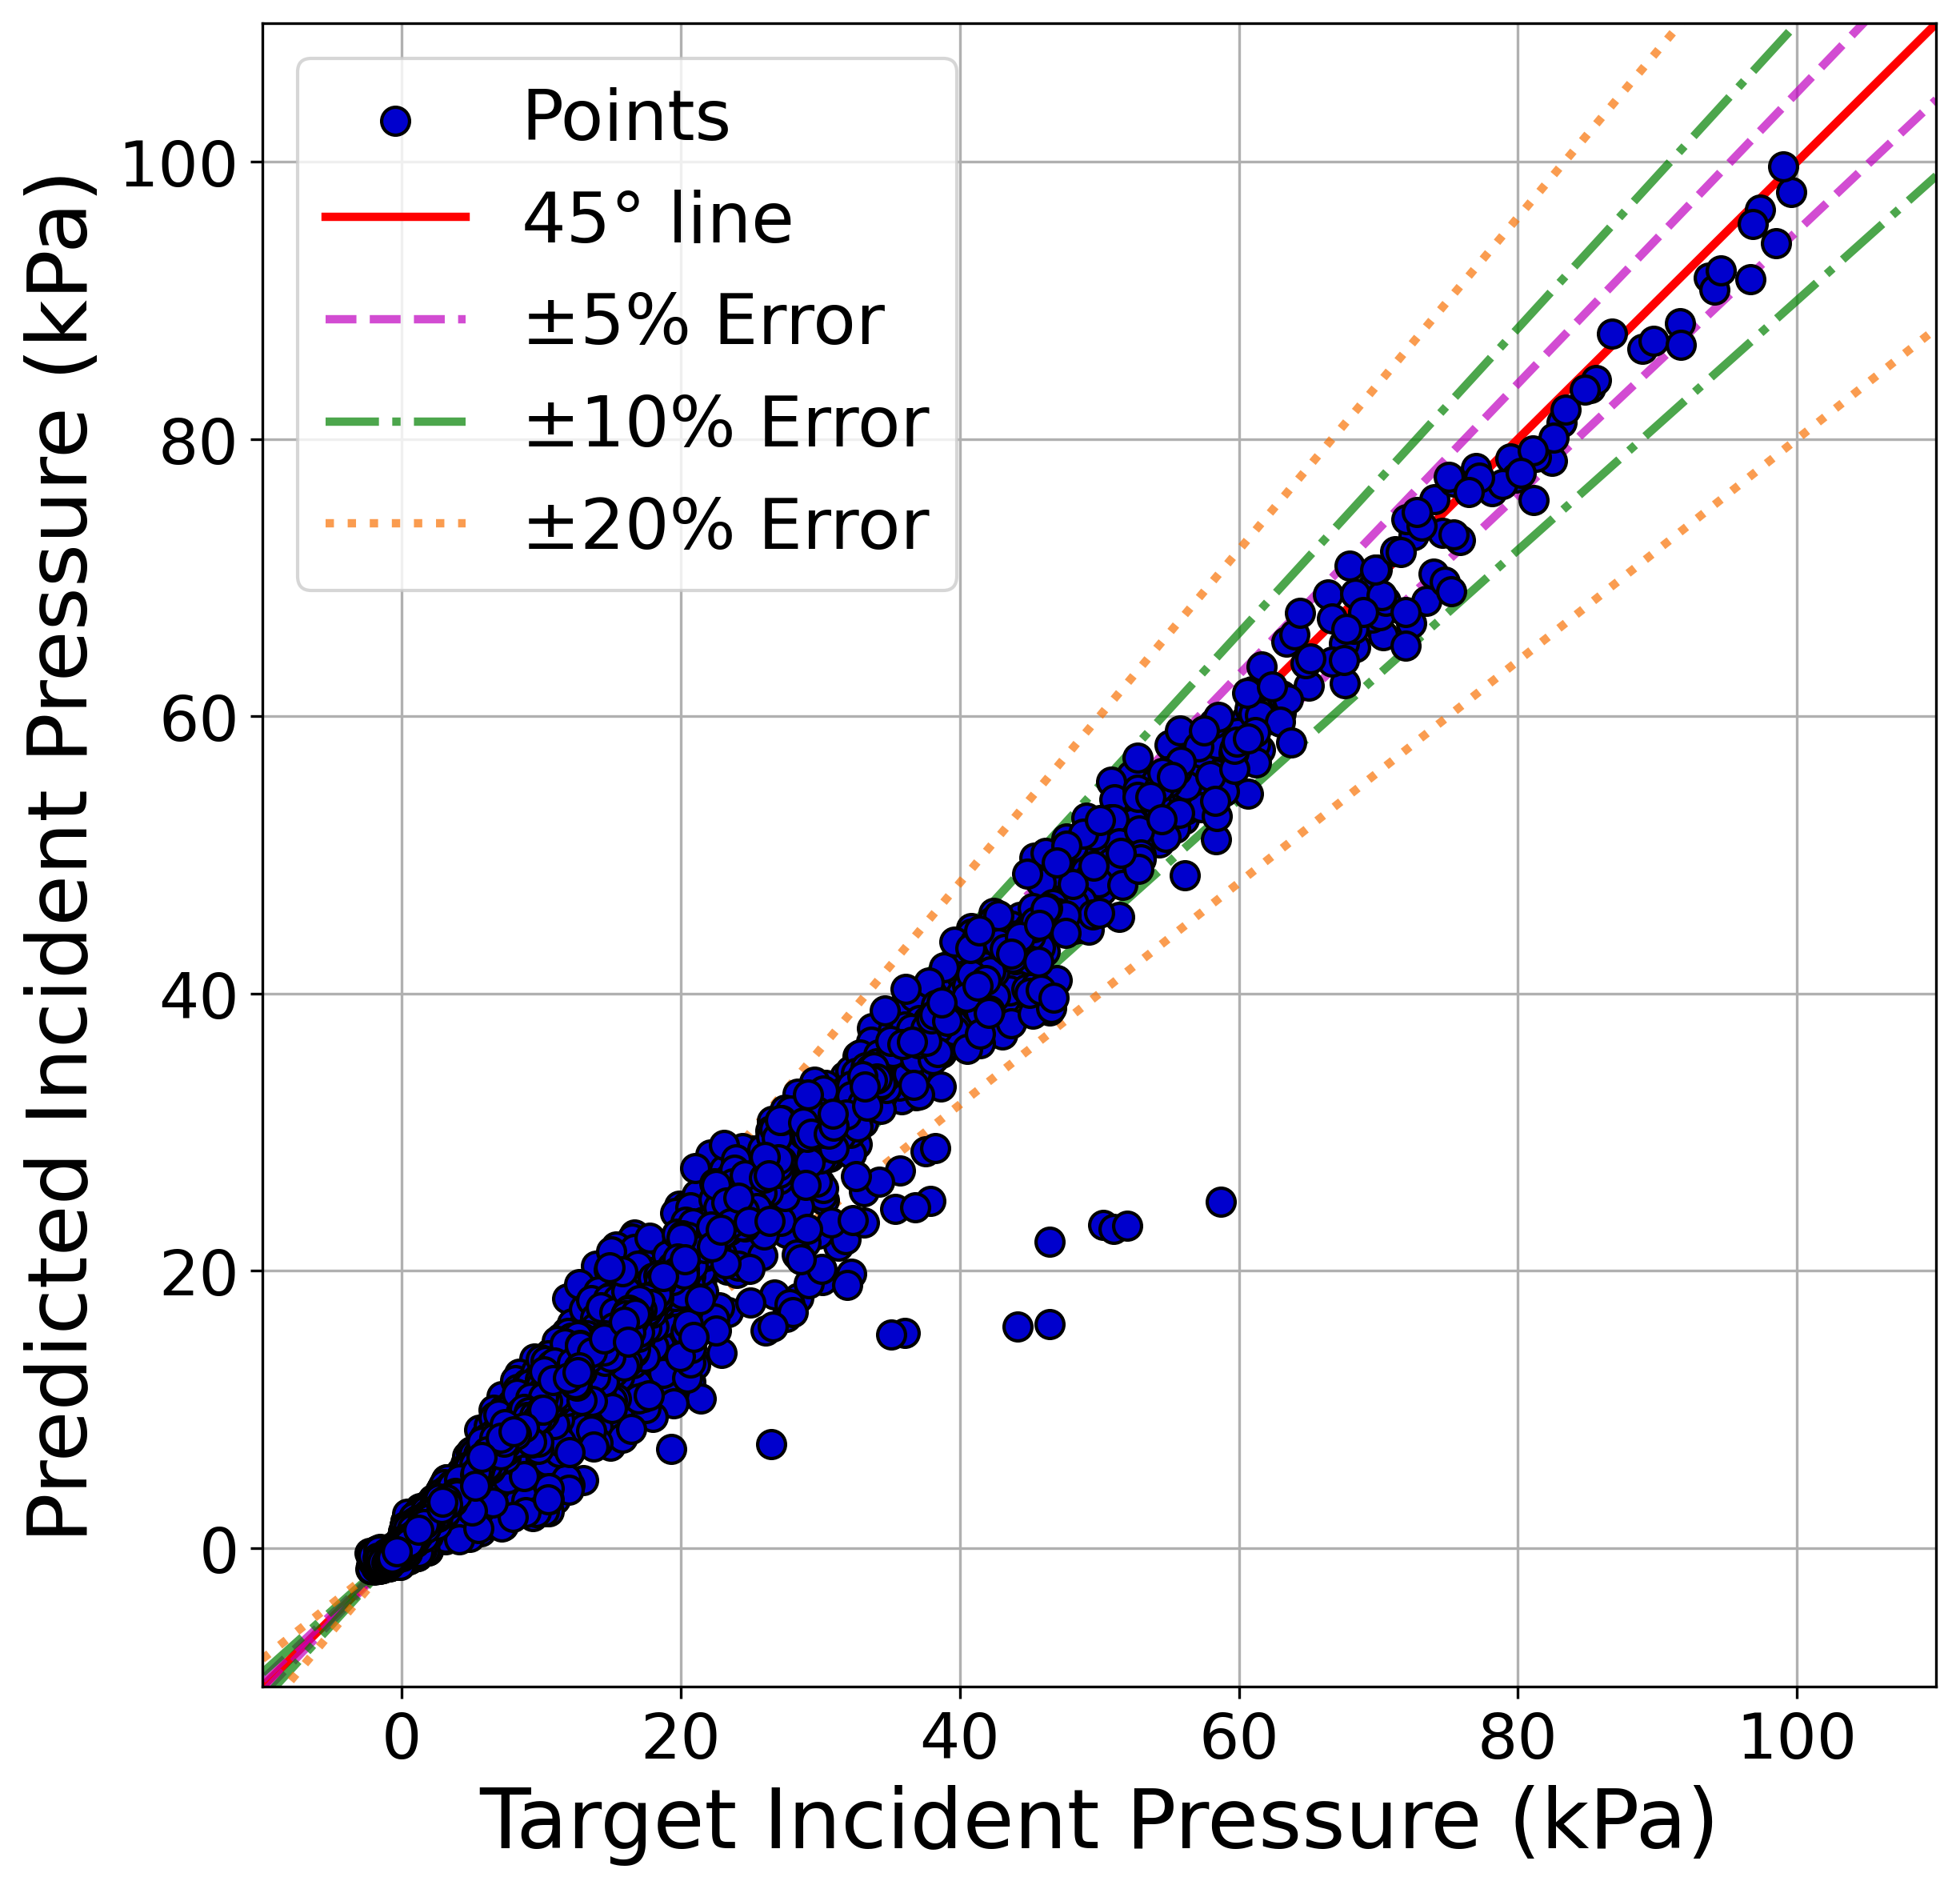 Points
45° line
±5% Error
±10% Error
±20% Error
100
80
60
40
20
0
Predicted Incident Pressure (kPa)
0 20 40 60 80 100
Target Incident Pressure (kPa)